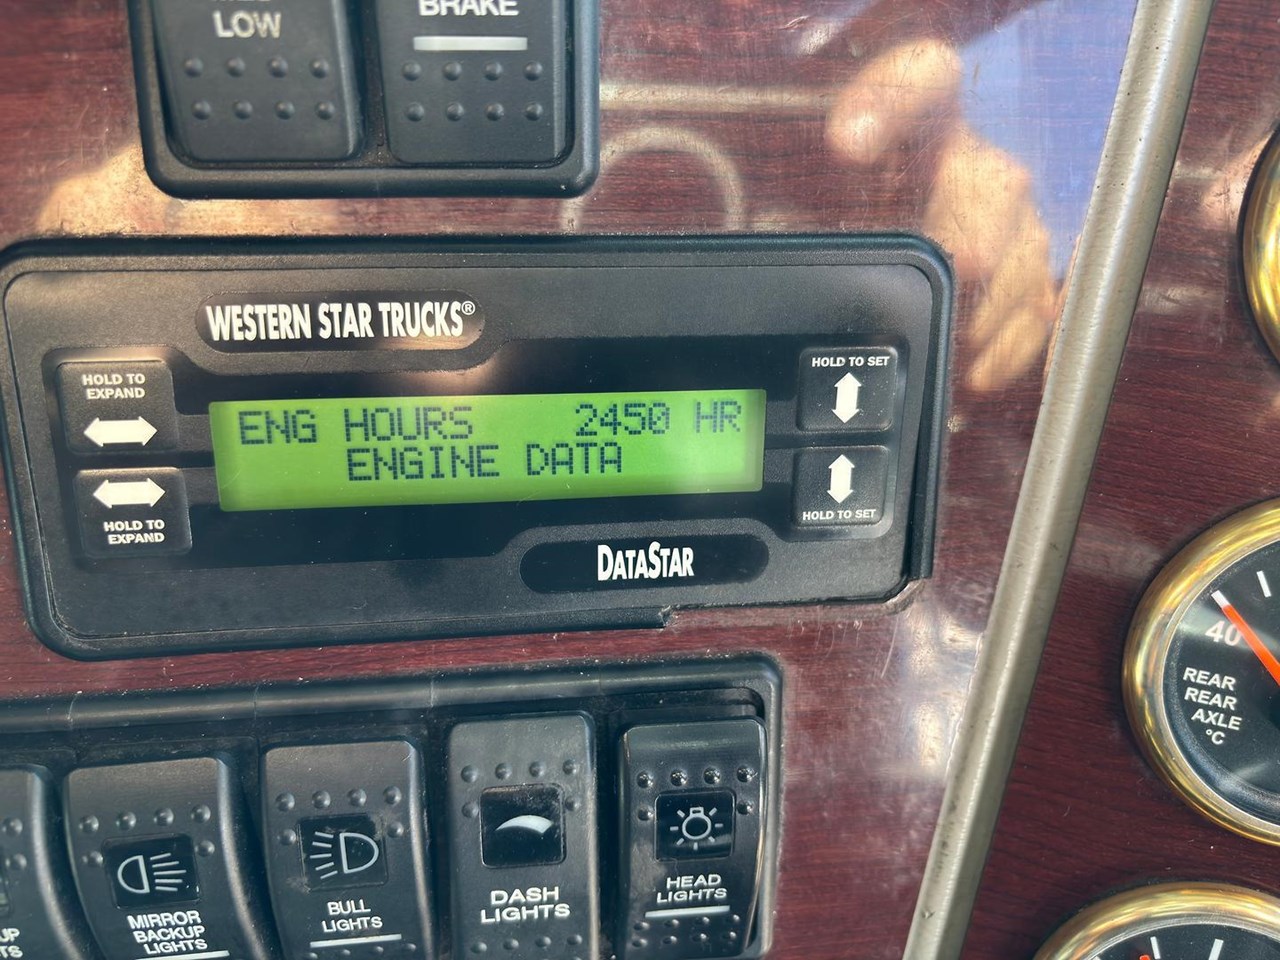 LOW
BRAKE
WESTERN STAR TRUCKS®
HOLD TO
EXPAND
HOLD TO SET
ENG HOURS 2450 HR
ENGINE DATA
HOLD TO
EXPAND
HOLD TO SET
DATASTAR
40
REAR
REAR
AXLE
°C
MIRROR
BACKUP
LIGHTS
BULL
LIGHTS
DASH
LIGHTS
HEAD
LIGHTS